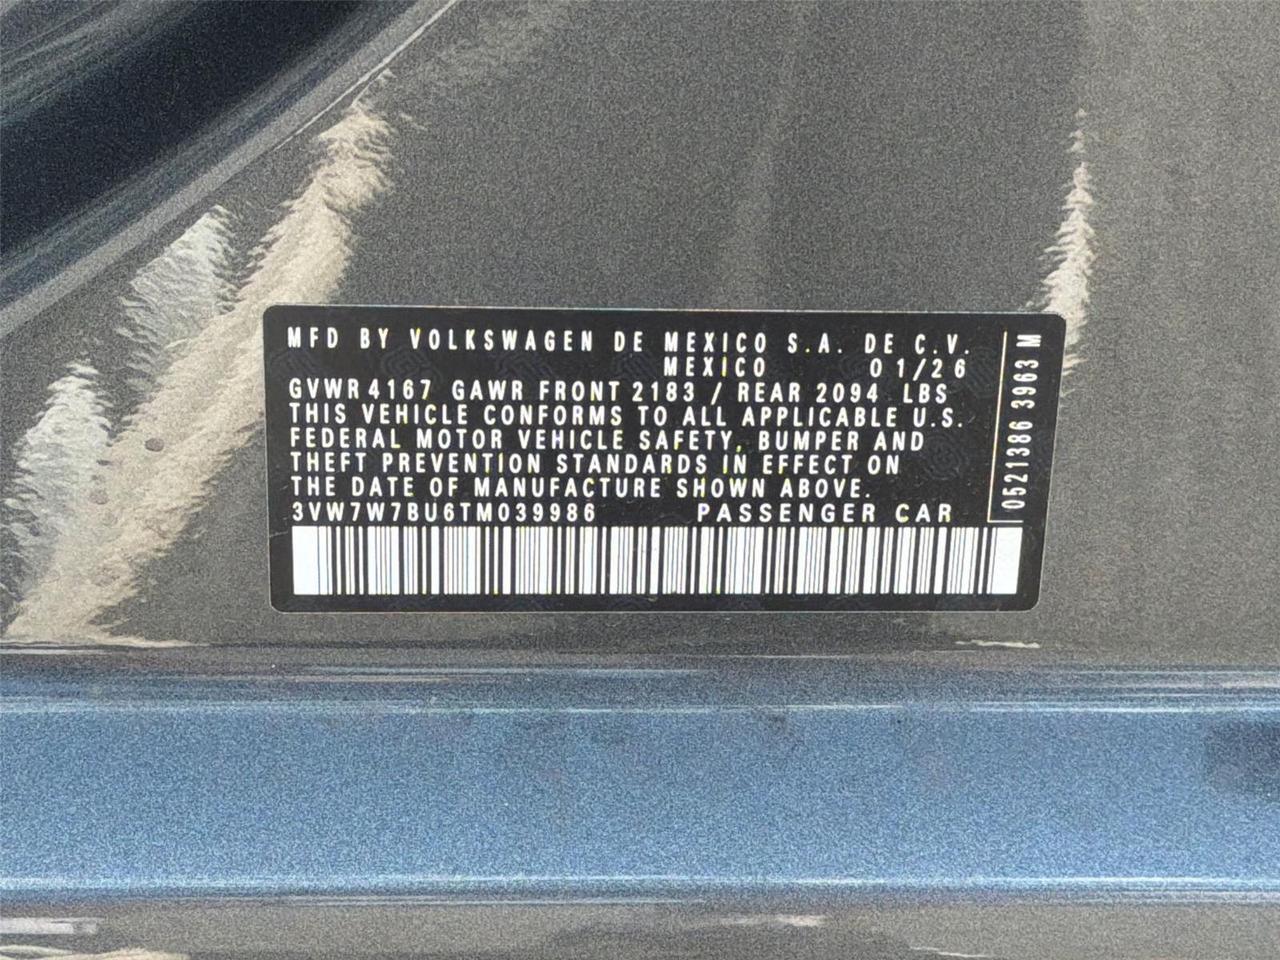 MFD BY VOLKSWAGEN DE MEXICO S.A. DE C.V.
MEXICO 01/26
GVWR 4167 GAWR FRONT 2183 / REAR 2094 LBS
THIS VEHICLE CONFORMS TO ALL APPLICABLE U.S.
FEDERAL MOTOR VEHICLE SAFETY, BUMPER AND
THEFT PREVENTION STANDARDS IN EFFECT ON
THE DATE OF MANUFACTURE SHOWN ABOVE.
3VW7W7BU6TM039986 PASSENGER CAR
0521386 3963 M